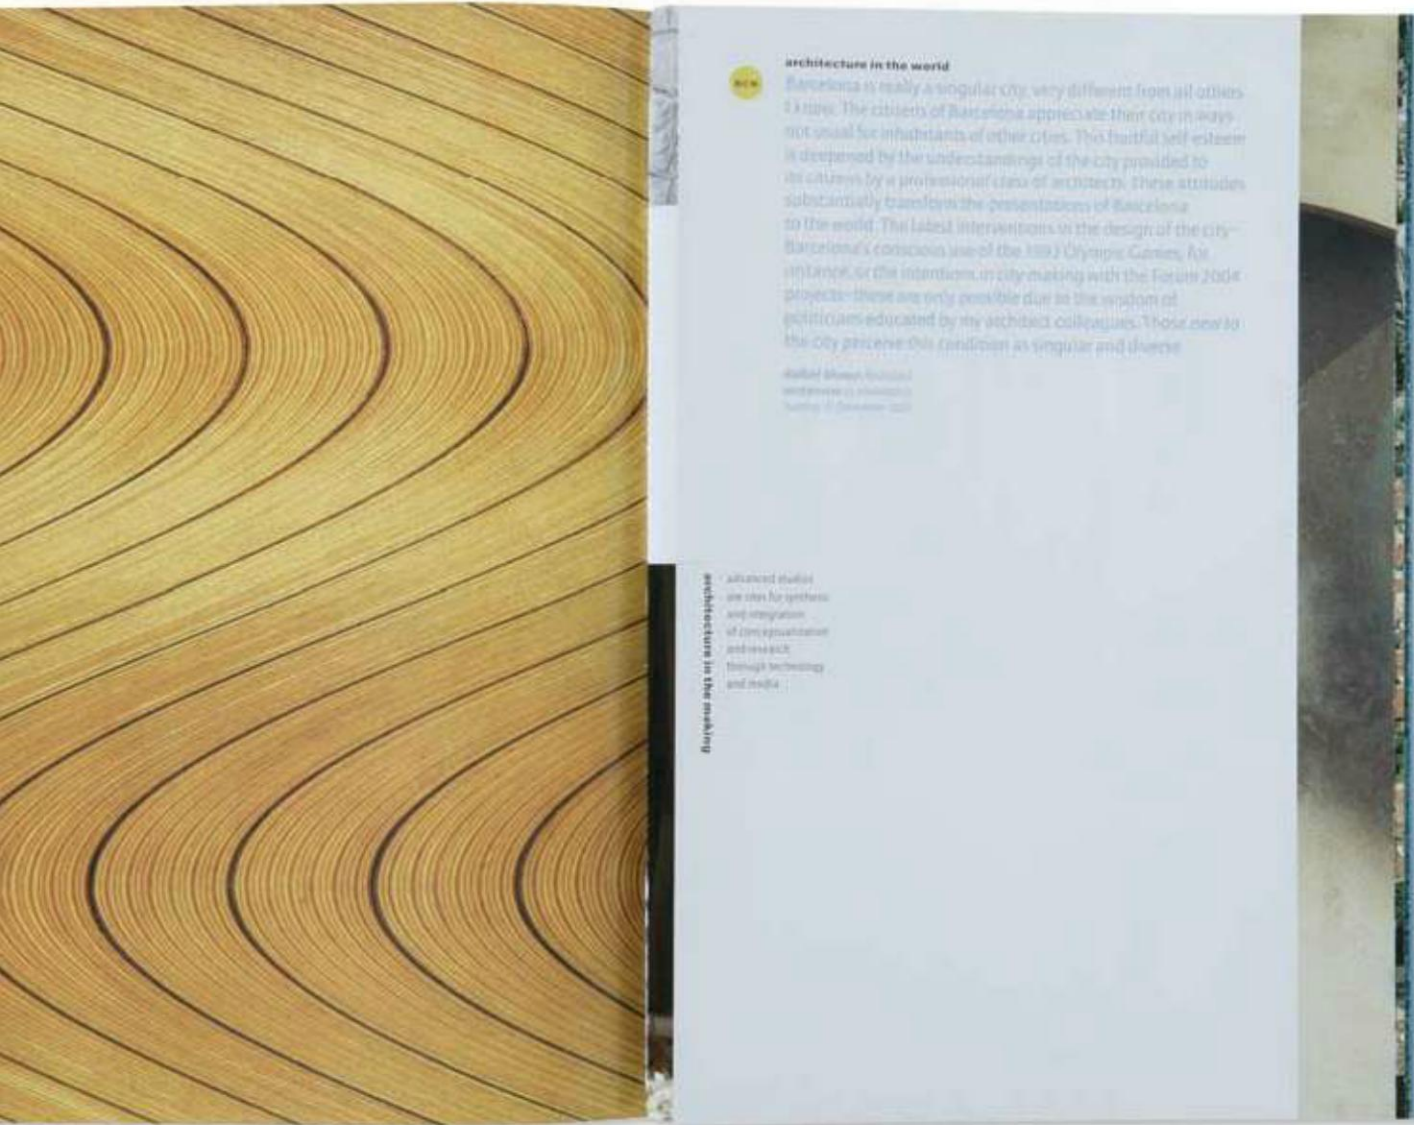 architecture in the world
BCN
Barcelona is really a singular city, very different from all others
I know. The citizens of Barcelona appreciate their city in ways
not usual for inhabitants of other cities. This fruitful self-esteem
is deepened by the understandings of the city provided to
its citizens by a professional class of architects. These attitudes
substantially transform the presentations of Barcelona
to the world. The latest interventions in the design of the city–
Barcelona's conscious use of the 1992 Olympic Games, for
instance, or the intentions in city making with the Forum 2004
projects–these are only possible due to the wisdom of
politicians educated by my architect colleagues. Those new to
the city perceive this condition as singular and diverse.
architecture in the making
advanced studios
are sites for synthesis
and integration
of conceptualization
and research
through technology
and media